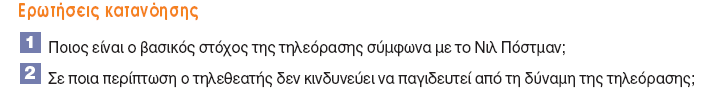 Ερωτήσεις κατανόησης
1 Ποιος είναι ο βασικός στόχος της τηλεόρασης σύμφωνα με το Νιλ Πόστμαν;
2 Σε ποια περίπτωση ο τηλεθεατής δεν κινδυνεύει να παγιδευτεί από τη δύναμη της τηλεόρασης;